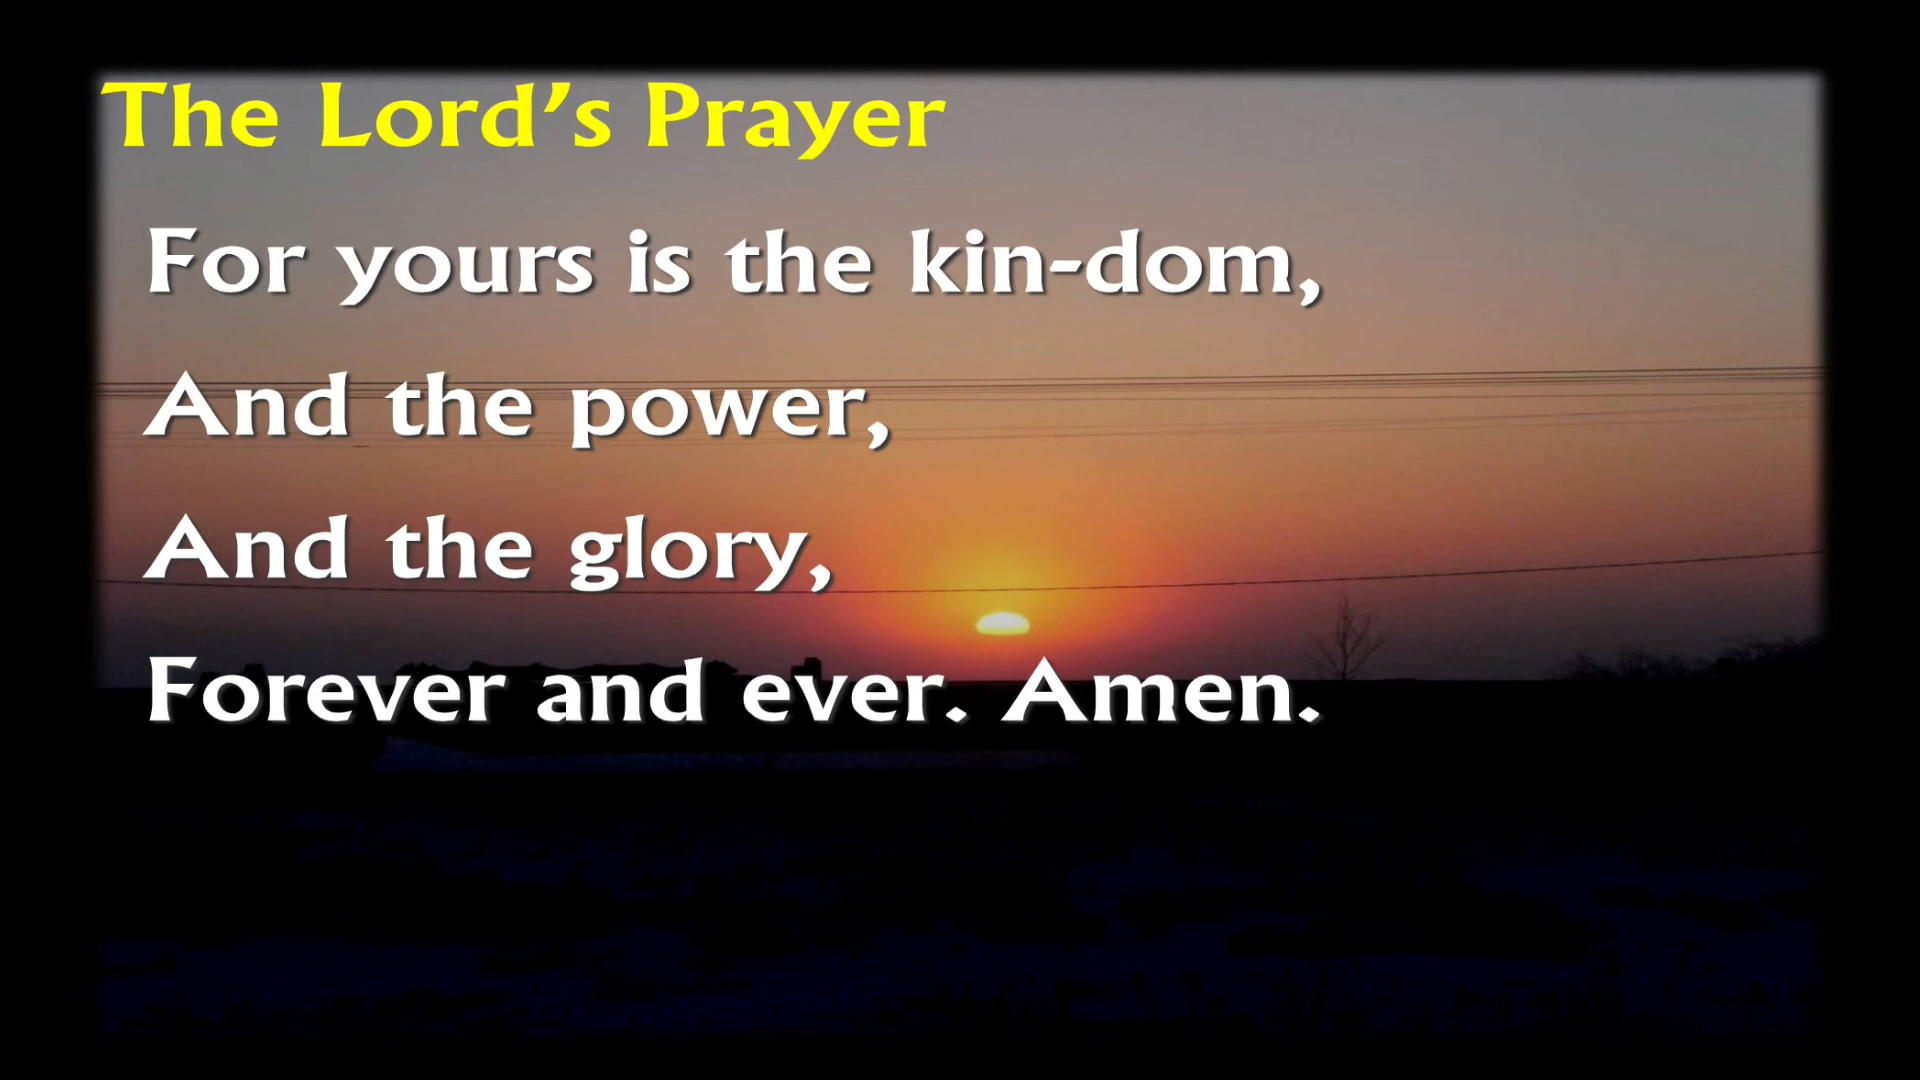 The Lord’s Prayer
For yours is the kin-dom,
And the power,
And the glory,
Forever and ever. Amen.